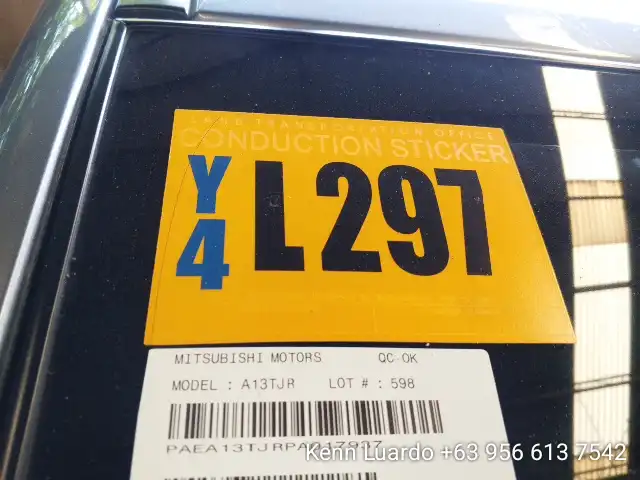 LAND TRANSPORTATION OFFICE
CONDUCTION STICKER
Y4 L297
MITSUBISHI MOTORS QC-OK
MODEL : A13TJR LOT # : 598
Kenn Luardo +63 956 613 7542